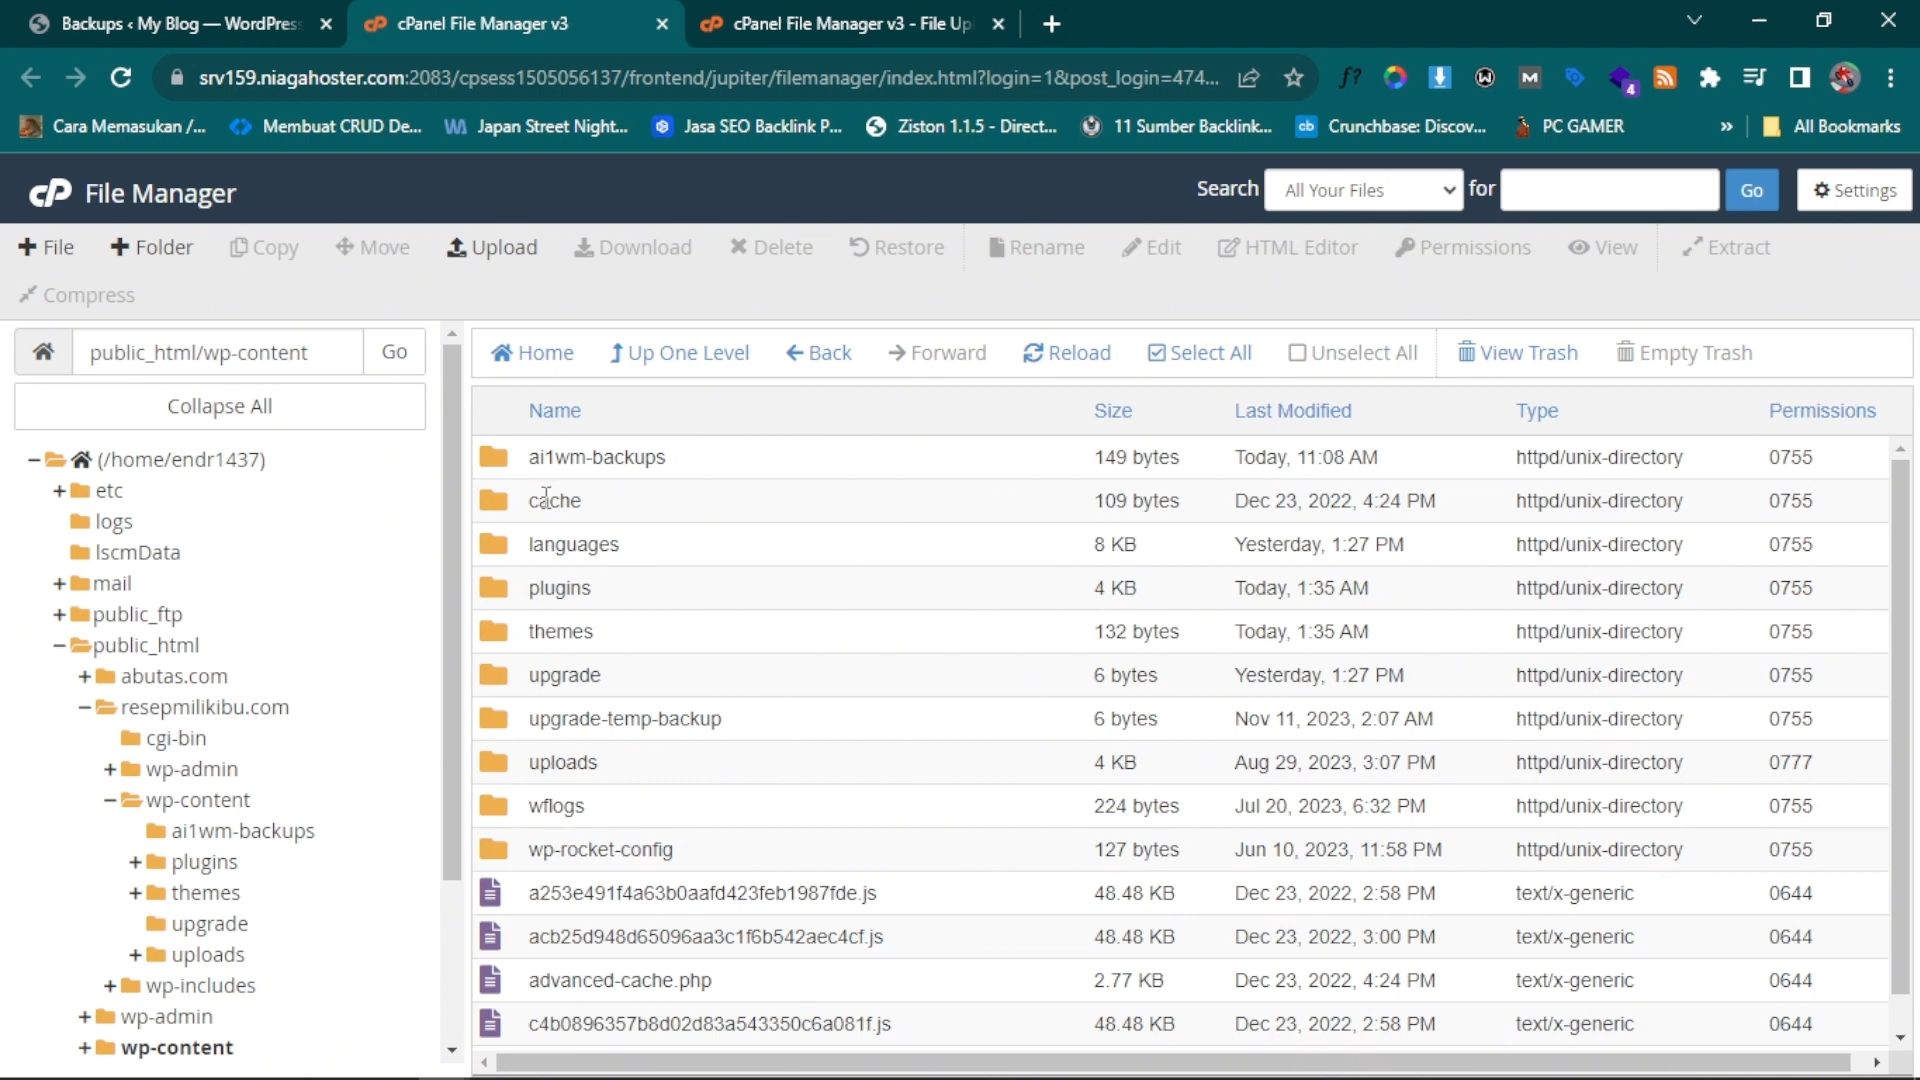 Backups ‹ My Blog — WordPres
cPanel File Manager v3
cPanel File Manager v3 - File Up
srv159.niagahoster.com:2083/cpsess1505056137/frontend/jupiter/filemanager/index.html?login=1&post_login=474...
4
Cara Memasukan /...
Membuat CRUD De...
Japan Street Night...
Jasa SEO Backlink P...
Ziston 1.1.5 - Direct...
11 Sumber Backlink...
cb
Crunchbase: Discov...
PC GAMER
»
All Bookmarks
cP File Manager
Search All Your Files for Go Settings
File Folder Copy Move Upload Download Delete Restore Rename Edit HTML Editor Permissions View Extract
Compress
public_html/wp-content Go
Home Up One Level Back Forward Reload Select All Unselect All View Trash Empty Trash
Collapse All
(/home/endr1437)
etc
logs
lscmData
mail
public_ftp
public_html
abutas.com
resepmilikibu.com
cgi-bin
wp-admin
wp-content
ai1wm-backups
plugins
themes
upgrade
uploads
wp-includes
wp-admin
wp-content
Name Size Last Modified Type Permissions
ai1wm-backups 149 bytes Today, 11:08 AM httpd/unix-directory 0755
cache 109 bytes Dec 23, 2022, 4:24 PM httpd/unix-directory 0755
languages 8 KB Yesterday, 1:27 PM httpd/unix-directory 0755
plugins 4 KB Today, 1:35 AM httpd/unix-directory 0755
themes 132 bytes Today, 1:35 AM httpd/unix-directory 0755
upgrade 6 bytes Yesterday, 1:27 PM httpd/unix-directory 0755
upgrade-temp-backup 6 bytes Nov 11, 2023, 2:07 AM httpd/unix-directory 0755
uploads 4 KB Aug 29, 2023, 3:07 PM httpd/unix-directory 0777
wflogs 224 bytes Jul 20, 2023, 6:32 PM httpd/unix-directory 0755
wp-rocket-config 127 bytes Jun 10, 2023, 11:58 PM httpd/unix-directory 0755
a253e491f4a63b0aafd423feb1987fde.js 48.48 KB Dec 23, 2022, 2:58 PM text/x-generic 0644
acb25d948d65096aa3c1f6b542aec4cf.js 48.48 KB Dec 23, 2022, 3:00 PM text/x-generic 0644
advanced-cache.php 2.77 KB Dec 23, 2022, 4:24 PM text/x-generic 0644
c4b0896357b8d02d83a543350c6a081f.js 48.48 KB Dec 23, 2022, 2:58 PM text/x-generic 0644